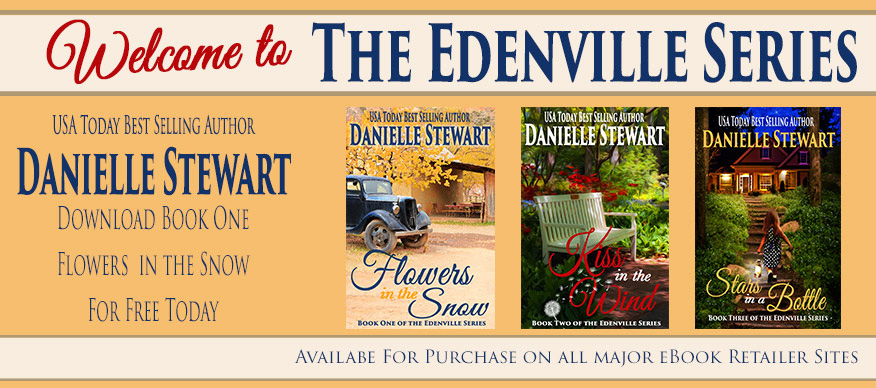 Welcome to The Edenville Series
USA Today Best Selling Author
Danielle Stewart
Download Book One
Flowers in the Snow
For Free Today
USA Today Best Selling Author
Danielle Stewart
Flowers
in the
Snow
Book One of the Edenville Series
USA Today Best Selling Author
Danielle Stewart
Kiss
in the
Wind
Book Two of the Edenville Series
USA Today Best Selling Author
Danielle Stewart
Stars
in a
Bottle
Book Three of the Edenville Series
Availabe For Purchase on all major eBook Retailer Sites